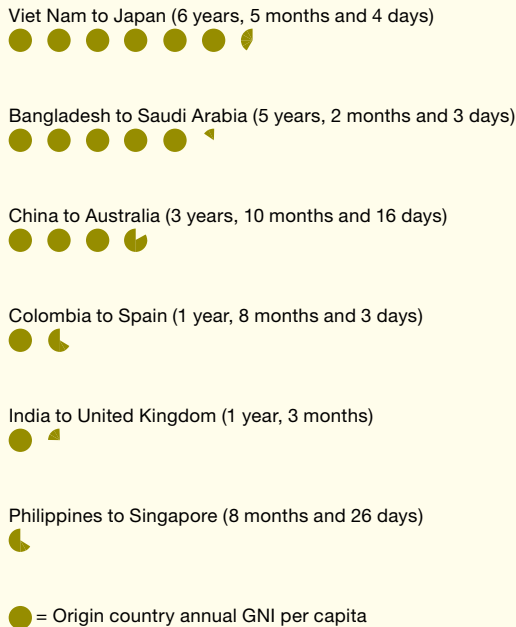 Viet Nam to Japan (6 years, 5 months and 4 days)
Bangladesh to Saudi Arabia (5 years, 2 months and 3 days)
China to Australia (3 years, 10 months and 16 days)
Colombia to Spain (1 year, 8 months and 3 days)
India to United Kingdom (1 year, 3 months)
Philippines to Singapore (8 months and 26 days)
= Origin country annual GNI per capita